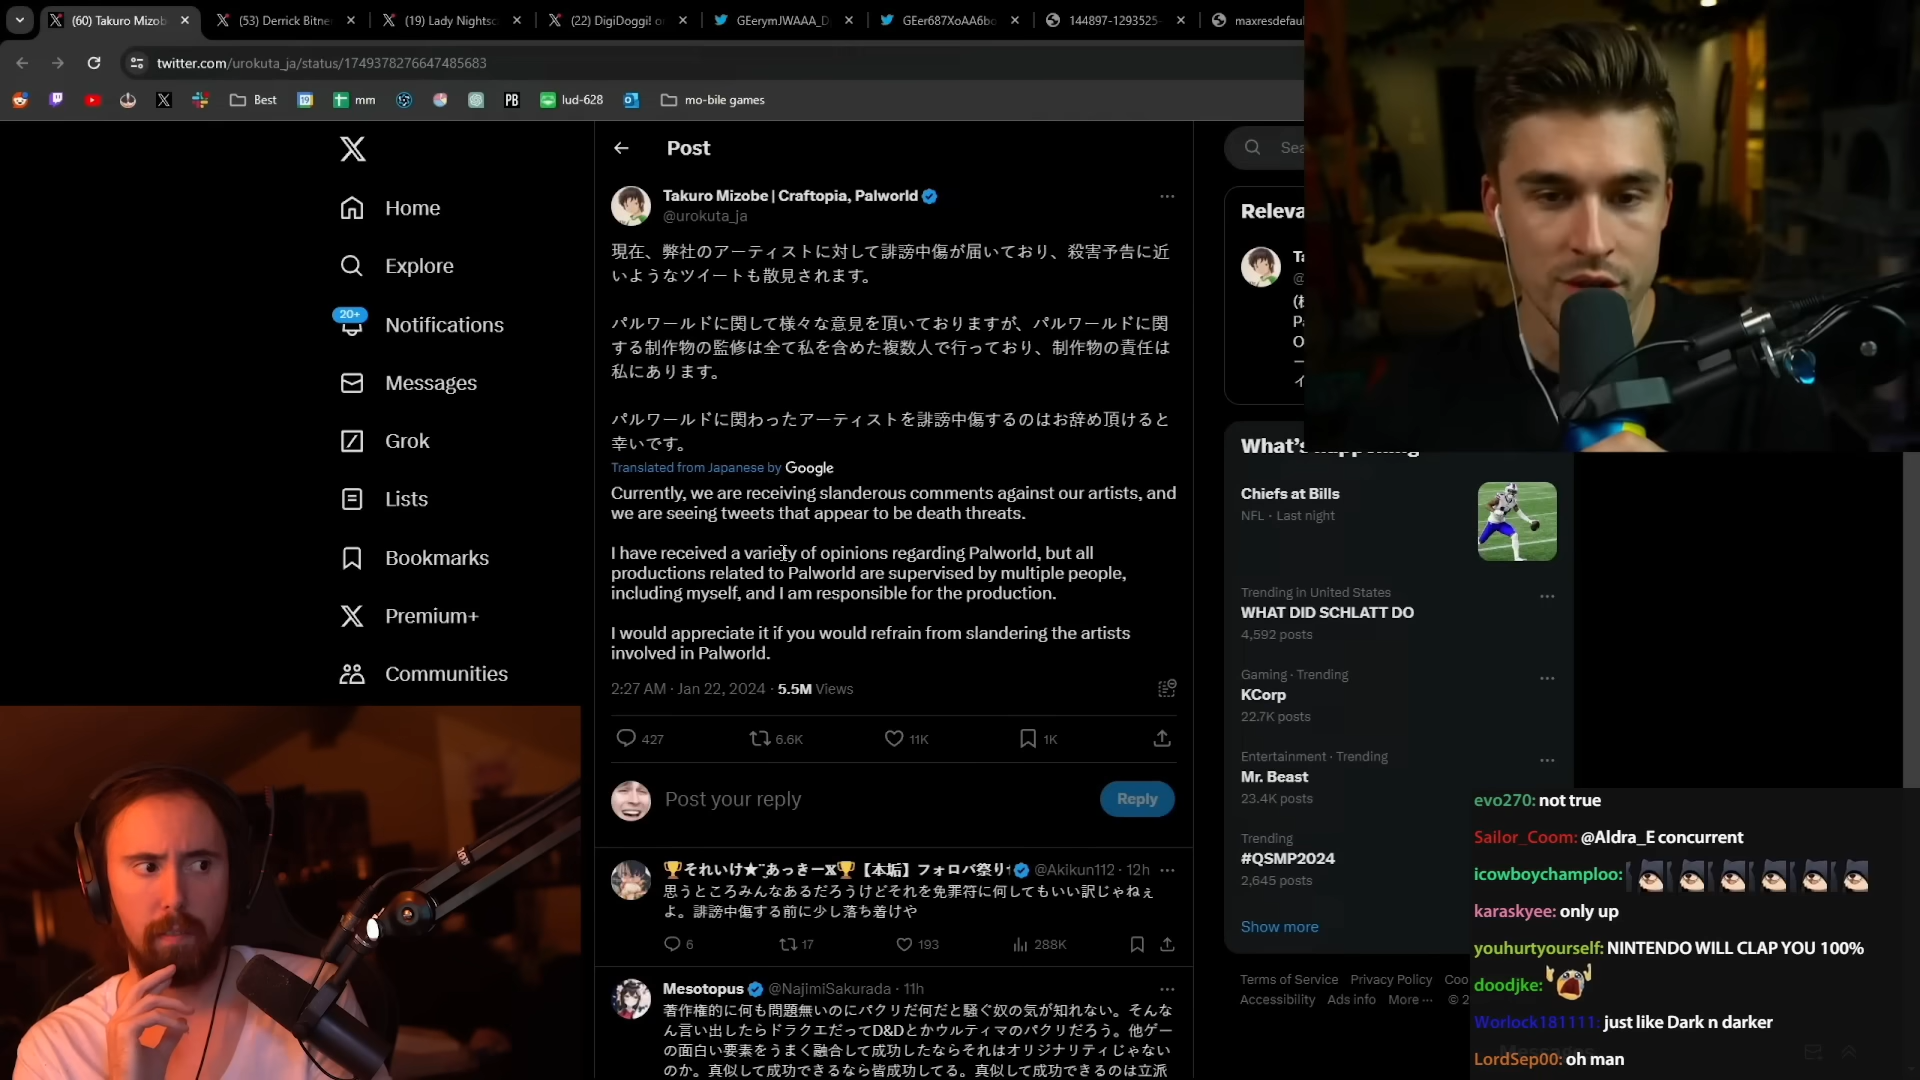 (60) Takuro Mizob
(53) Derrick Bitne
(19) Lady Nightsc
(22) DigiDoggi! o
GEerymJWAAA_D
GEer687XoAA6bo
144897-1293525-
maxresdefau
twitter.com/urokuta_ja/status/1749378276647485683
Best
19
mm
PB
lud-628
mo-bile games
Home
Explore
20+
Notifications
Messages
Grok
Lists
Bookmarks
Premium+
Communities
Post
Takuro Mizobe | Craftopia, Palworld
@urokuta_ja
現在、弊社のアーティストに対して誹謗中傷が届いており、殺害予告に近
いようなツイートも散見されます。
パルワールドに関して様々な意見を頂いておりますが、パルワールドに関
する制作物の監修は全て私を含めた複数人で行っており、制作物の責任は
私にあります。
パルワールドに関わったアーティストを誹謗中傷するのはお辞め頂けると
幸いです。
Translated from Japanese by Google
Currently, we are receiving slanderous comments against our artists, and
we are seeing tweets that appear to be death threats.
I have received a variety of opinions regarding Palworld, but all
productions related to Palworld are supervised by multiple people,
including myself, and I am responsible for the production.
I would appreciate it if you would refrain from slandering the artists
involved in Palworld.
2:27 AM · Jan 22, 2024 · 5.5M Views
427
6.6K
11K
1K
Post your reply
Reply
それいけ★¨あっきーX🏆【本垢】フォロバ祭り @Akikun112 · 12h
思うところみんなあるだろうけどそれを免罪符に何してもいい訳じゃねぇ
よ。誹謗中傷する前に少し落ち着けや
6
17
193
288K
Mesotopus @NajimiSakurada · 11h
著作権的に何も問題無いのにパクリだ何だと騒ぐ奴の気が知れない。そんな
ん言い出したらドラクエだってD&Dとかウルティマのパクリだろう。他ゲー
の面白い要素をうまく融合して成功したならそれはオリジナリティじゃない
のか。真似して成功できるなら皆成功してる。真似して成功できるのは立派
Sea
Releva
Ta
@
What's happening
Chiefs at Bills
NFL · Last night
Trending in United States
WHAT DID SCHLATT DO
4,592 posts
Gaming · Trending
KCorp
22.7K posts
Entertainment · Trending
Mr. Beast
23.4K posts
Trending
#QSMP2024
2,645 posts
Show more
Terms of Service Privacy Policy Coo
Accessibility Ads info More ··· © 2
evo270: not true
Sailor_Coom: @Aldra_E concurrent
icowboychamploo:
karaskyee: only up
youhurtyourself: NINTENDO WILL CLAP YOU 100%
doodjke:
Worlock181111: just like Dark n darker
LordSep00: oh man